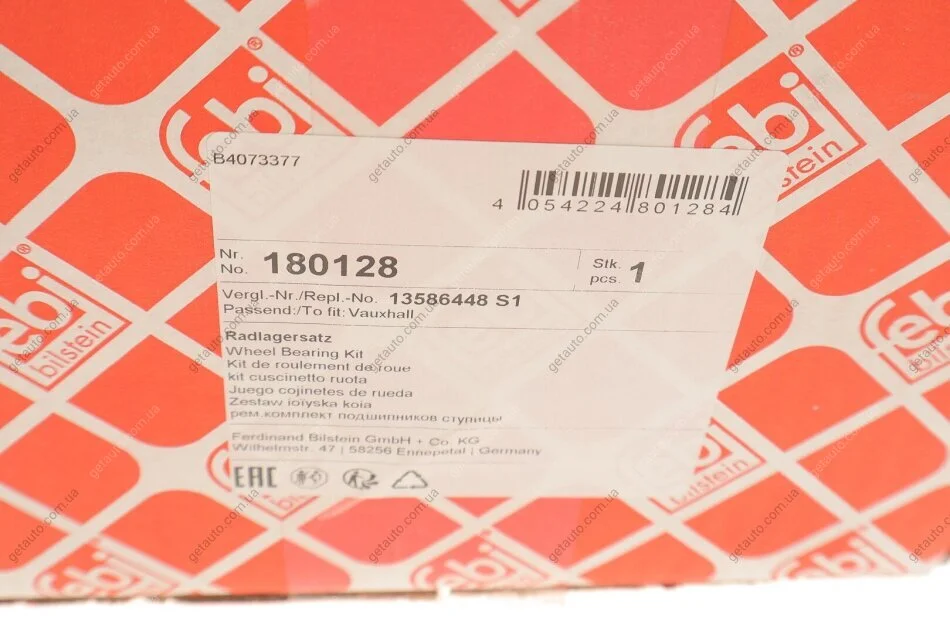 febi®
bilstein
B4073377
4 054224 801284
Nr.
No. 180128
Stk.
pcs. 1
Vergl.-Nr./Repl.-No. 13586448 S1
Passend:/To fit: Vauxhall
Radlagersatz
Wheel Bearing Kit
Kit de roulement de roue
kit cuscinetto ruota
Juego cojinetes de rueda
Zestaw łożyska koła
рем.комплект подшипников ступицы
Ferdinand Bilstein GmbH + Co. KG
Wilhelmstr. 47 | 58256 Ennepetal | Germany
EAC
getauto.com.ua